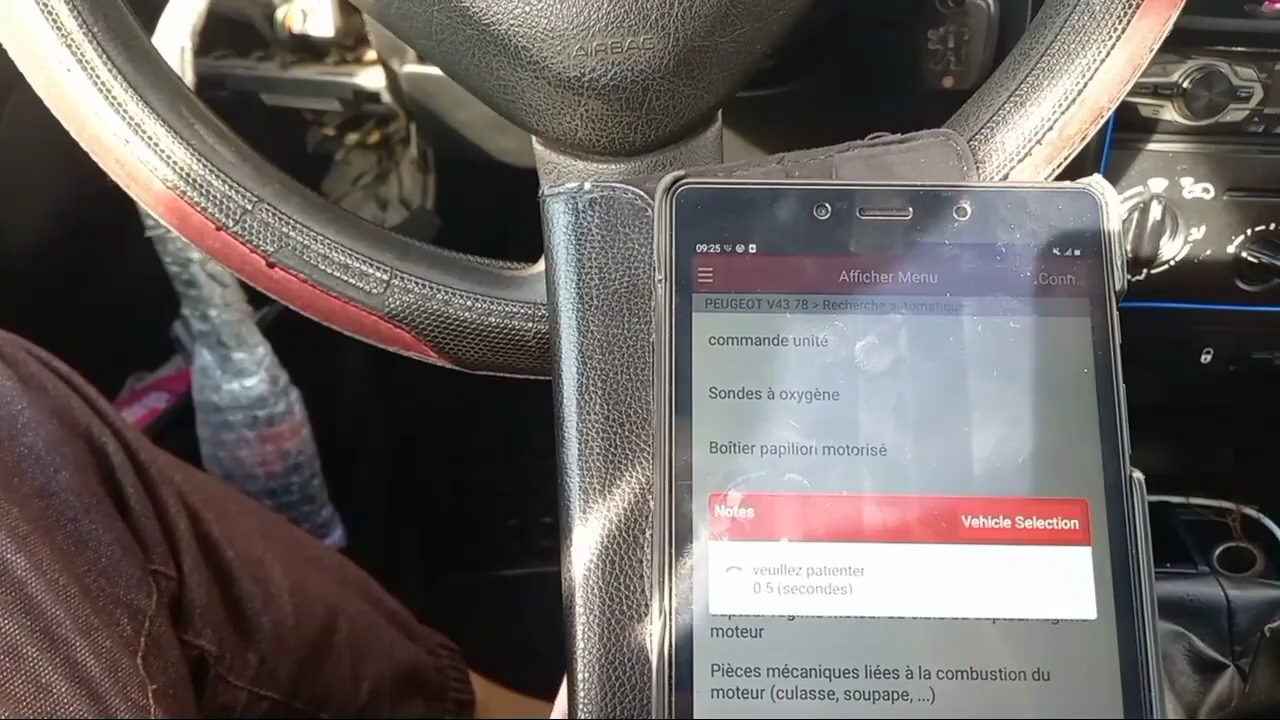 AIRBAG
09:25
Afficher Menu
Conh..
PEUGEOT V43.78 > Recherche automatique
commande unité
Sondes à oxygène
Boîtier papillon motorisé
Notes
Vehicle Selection
veuillez patienter
0 5 (secondes)
moteur
Pièces mécaniques liées à la combustion du
moteur (culasse, soupape, ...)